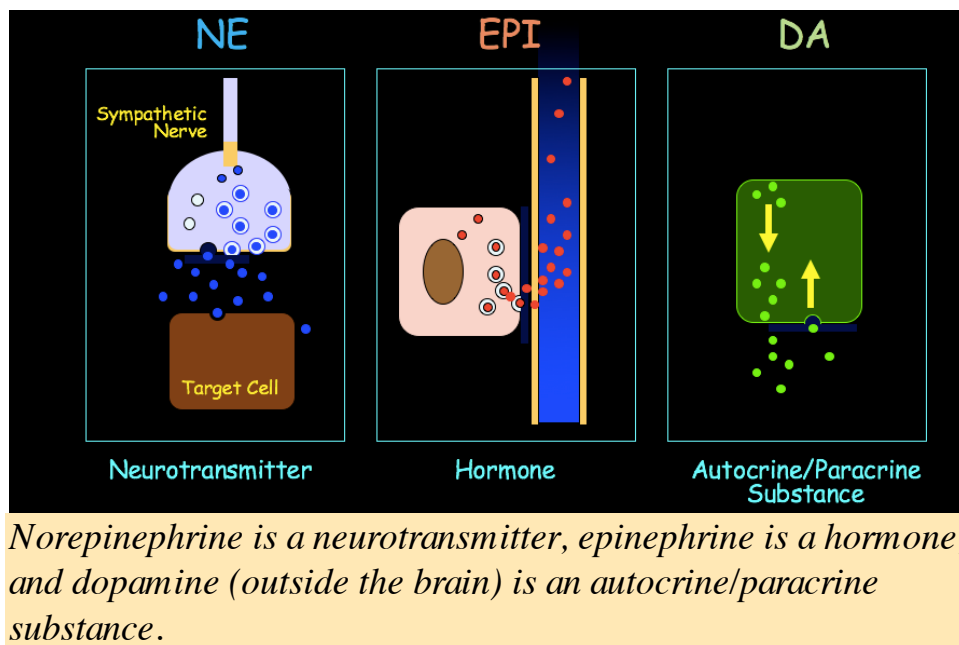 NE
EPI
DA
Sympathetic
Nerve
Target Cell
Neurotransmitter
Hormone
Autocrine/Paracrine
Substance
Norepinephrine is a neurotransmitter, epinephrine is a hormone
and dopamine (outside the brain) is an autocrine/paracrine
substance.